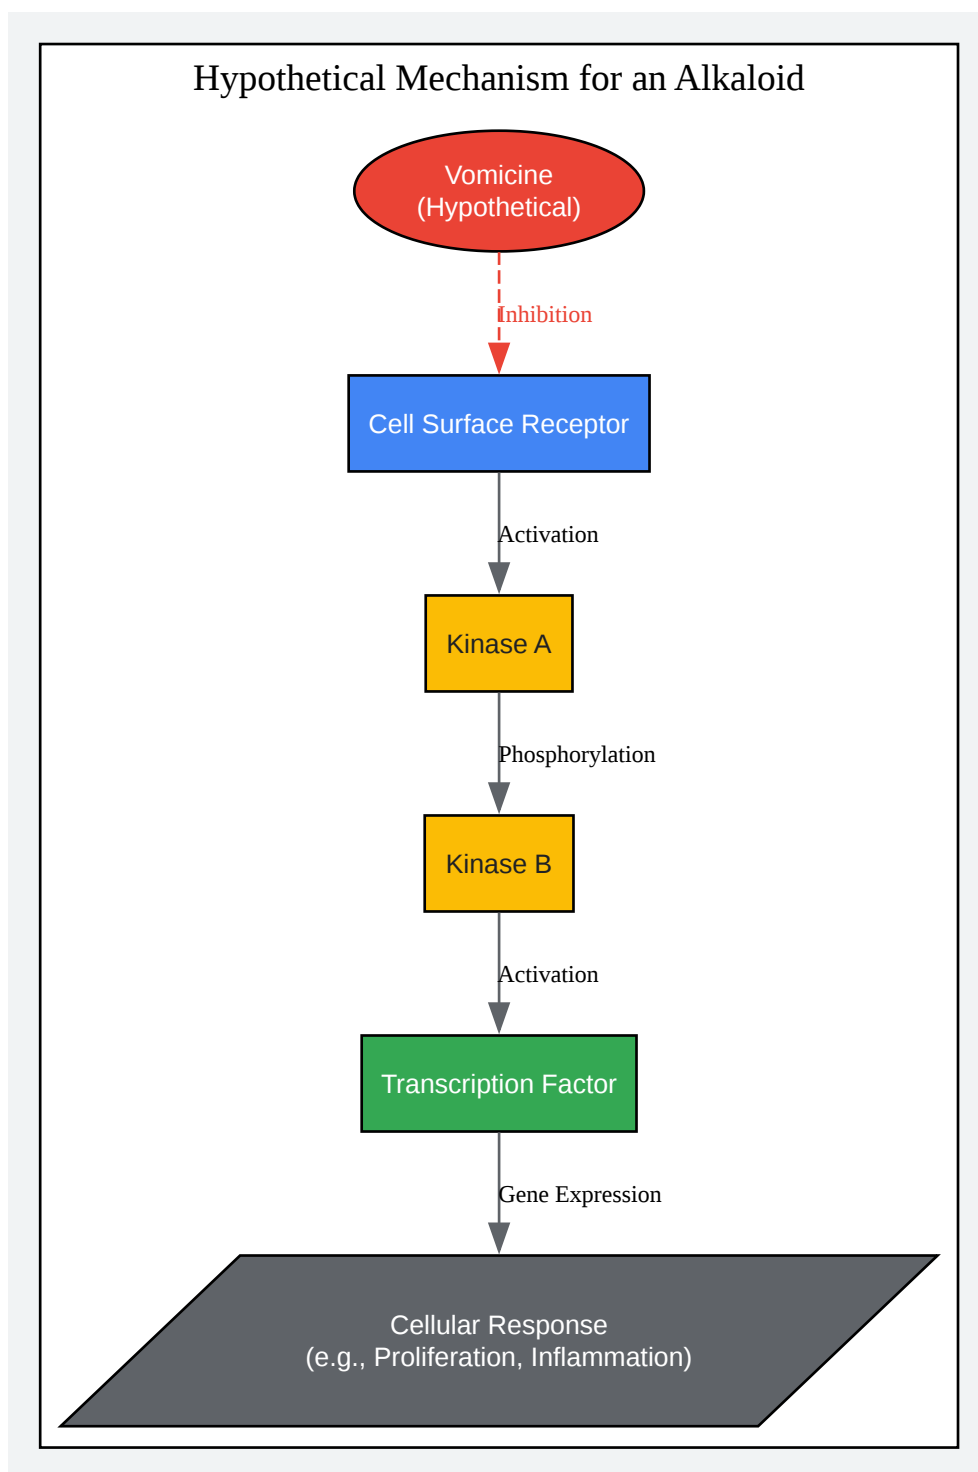 Hypothetical Mechanism for an Alkaloid
Vomicine
(Hypothetical)
Inhibition
Cell Surface Receptor
Activation
Kinase A
Phosphorylation
Kinase B
Activation
Transcription Factor
Gene Expression
Cellular Response
(e.g., Proliferation, Inflammation)